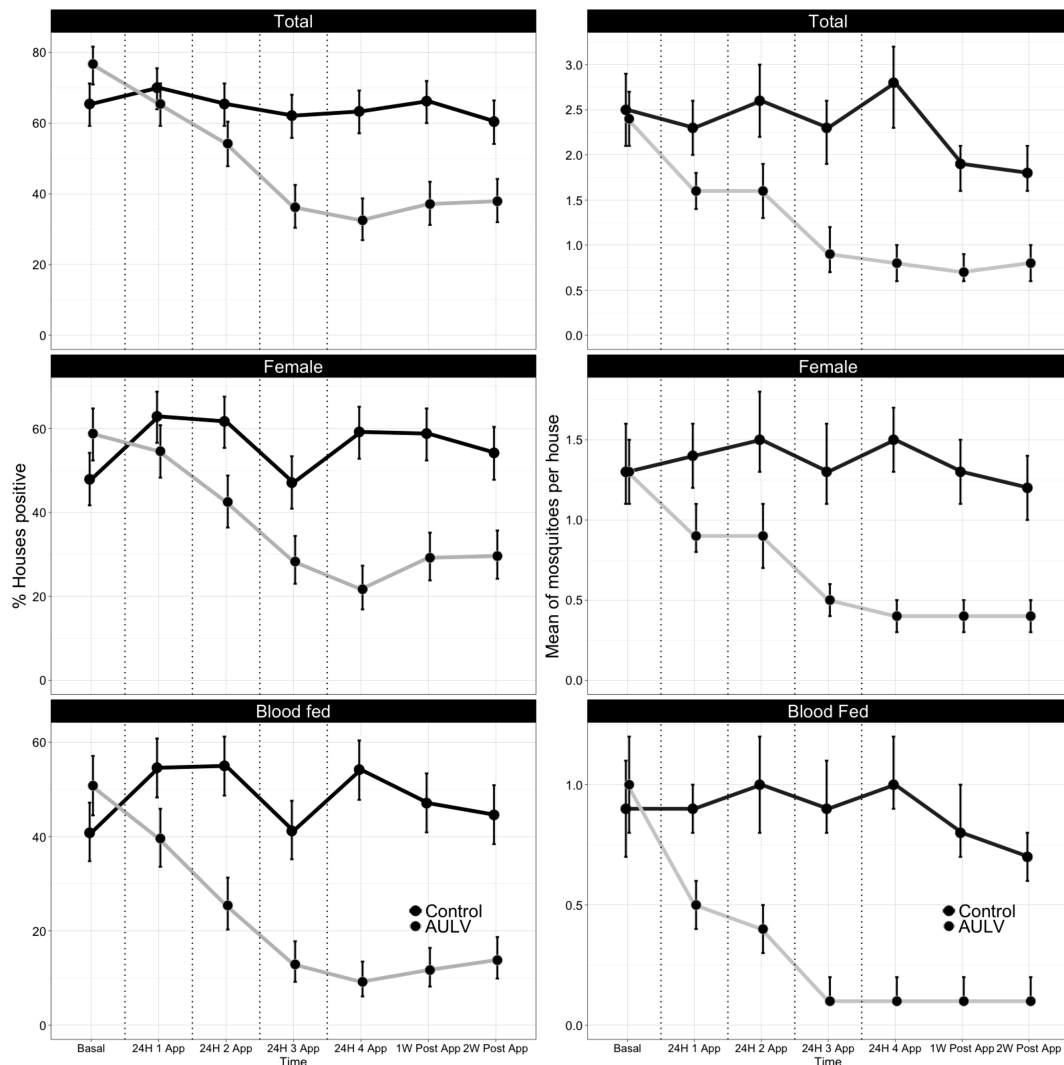 Total
80
60
40
20
0
Female
60
40
20
0
% Houses positive
Blood fed
60
40
20
0
Control
AULV
Basal 24H 1 App 24H 2 App 24H 3 App 24H 4 App 1W Post App 2W Post App
Time
Total
3.0
2.5
2.0
1.5
1.0
0.5
0.0
Female
1.5
1.0
0.5
0.0
Mean of mosquitoes per house
Blood Fed
1.0
0.5
0.0
Control
AULV
Basal 24H 1 App 24H 2 App 24H 3 App 24H 4 App 1W Post App 2W Post App
Time